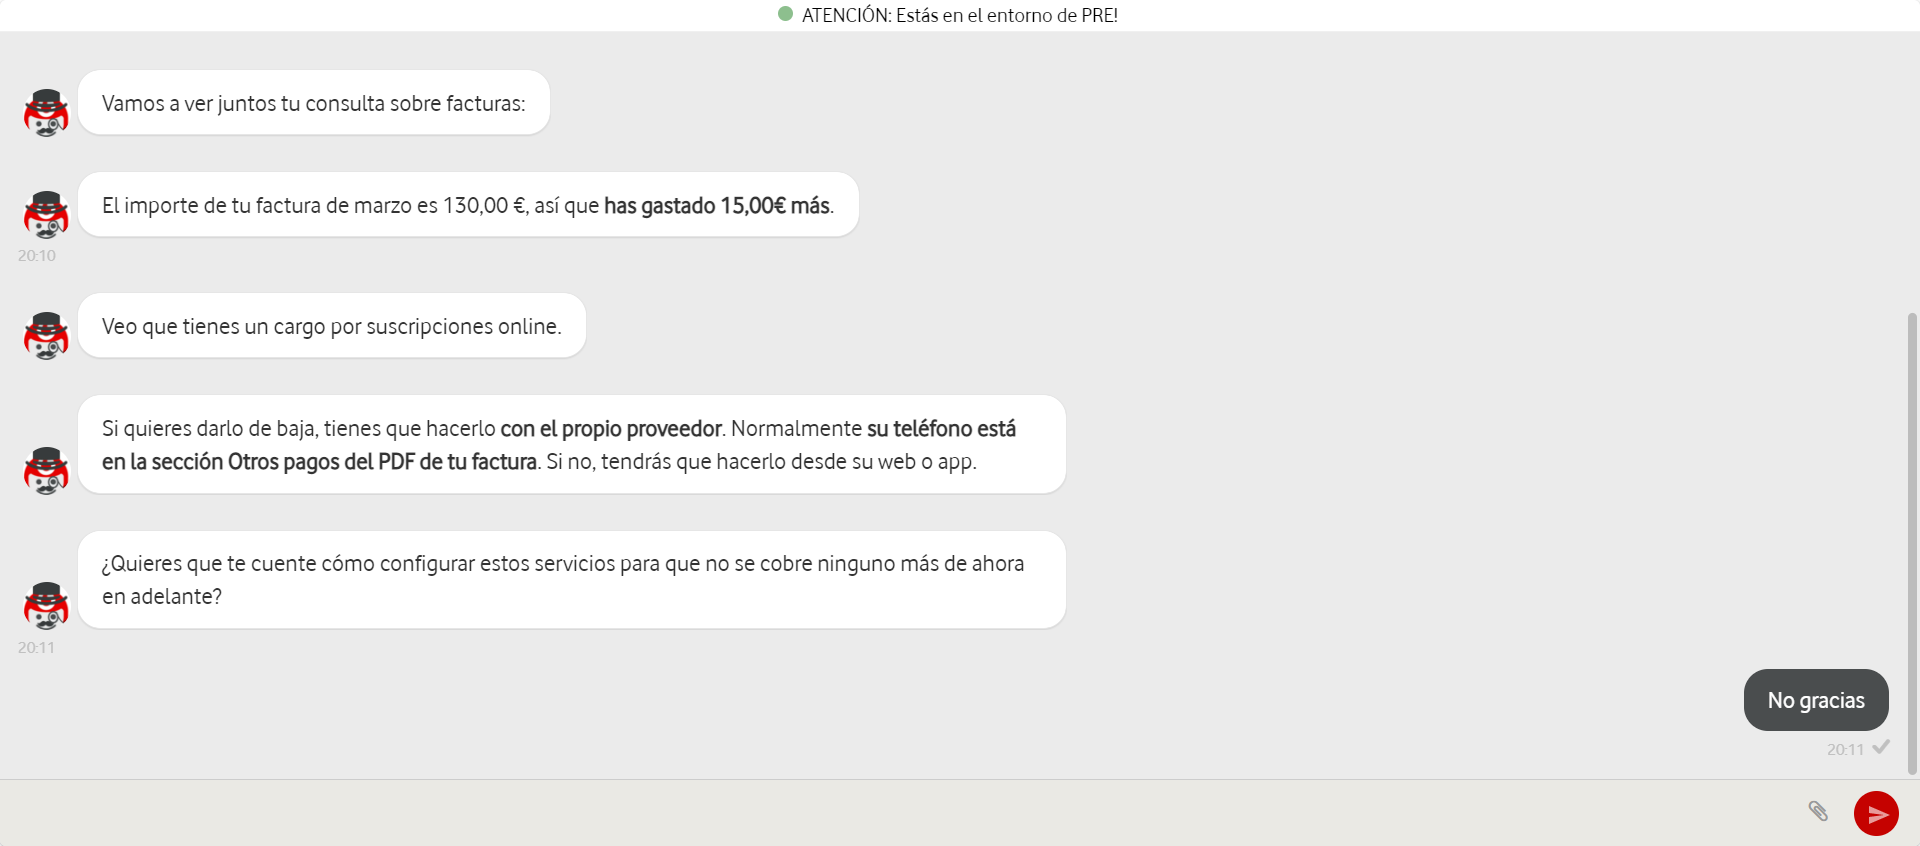 ATENCIÓN: Estás en el entorno de PRE!
Vamos a ver juntos tu consulta sobre facturas:
El importe de tu factura de marzo es 130,00 €, así que has gastado 15,00€ más.
20:10
Veo que tienes un cargo por suscripciones online.
Si quieres darlo de baja, tienes que hacerlo con el propio proveedor. Normalmente su teléfono está
en la sección Otros pagos del PDF de tu factura. Si no, tendrás que hacerlo desde su web o app.
¿Quieres que te cuente cómo configurar estos servicios para que no se cobre ninguno más de ahora
en adelante?
20:11
No gracias
20:11